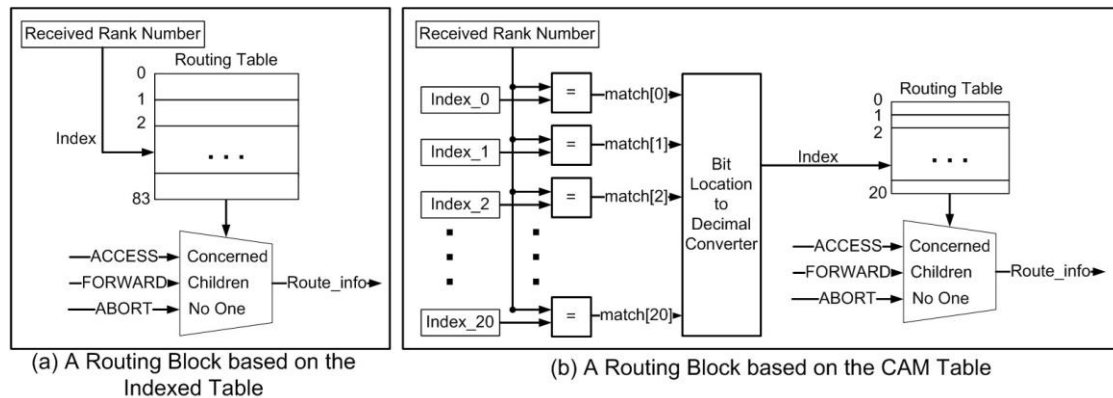 Received Rank Number
Routing Table
0
1
2
Index
. . .
83
ACCESS
Concerned
FORWARD
Children
Route_info
ABORT
No One
(a) A Routing Block based on the
Indexed Table
Received Rank Number
Index_0
=
match[0]
Index_1
=
match[1]
Index_2
=
match[2]
Index_20
=
match[20]
Bit
Location
to
Decimal
Converter
Index
Routing Table
0
1
2
. . .
20
ACCESS
Concerned
FORWARD
Children
Route_info
ABORT
No One
(b) A Routing Block based on the CAM Table